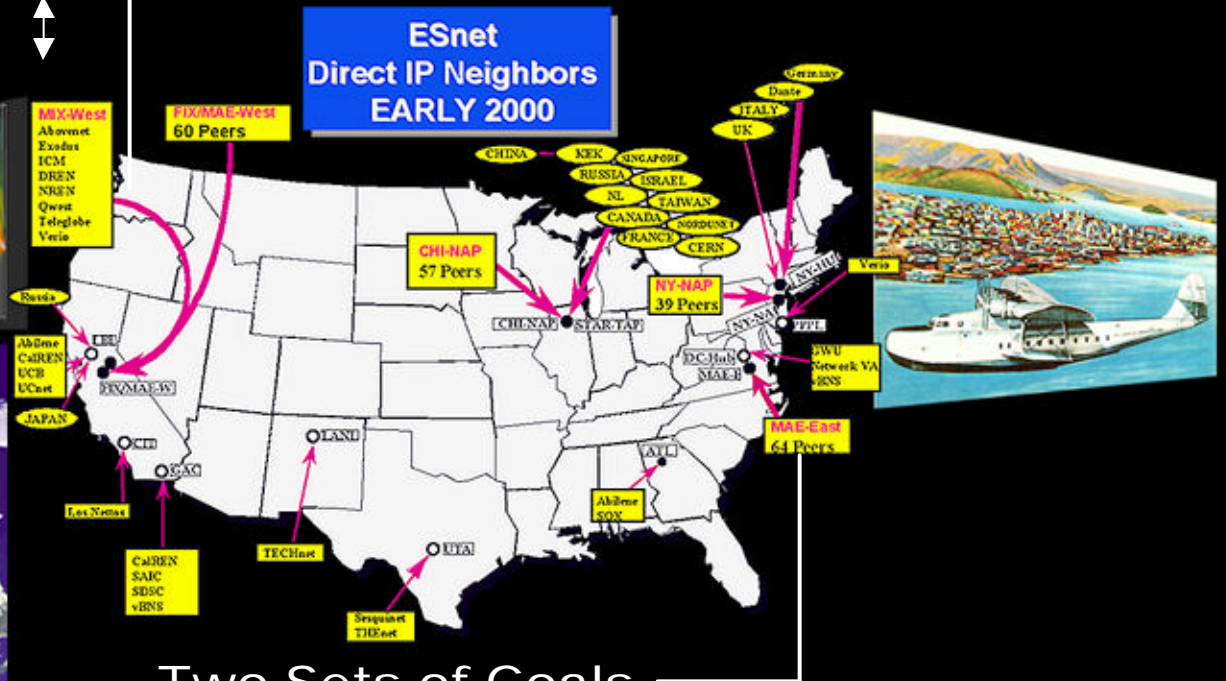 ESnet
Direct IP Neighbors
EARLY 2000
MIX-West
Abovenet
Exodus
ICM
DREN
NREN
Qwest
Teleglobe
Verio
FIX/MAE-West
60 Peers
CHINA
KEK
SINGAPORE
RUSSIA
ISRAEL
NL
TAIWAN
CANADA
NORDUNET
FRANCE
CERN
Germany
Dante
ITALY
UK
CHI-NAP
57 Peers
NY-NAP
39 Peers
Verio
Russia
LBL
Abilene
CalREN
UCB
UCnet
FIX/MAE-W
JAPAN
CHI-NAP
STAR-TAP
NY-HU
NY-NA
PPPL
DC-Hub
MAE-E
GWU
Network VA
vBNS
MAE-East
64 Peers
CIT
GAC
LANL
ATL
Abilene
SOX
Los Nettos
TECHnet
UTA
CalREN
SAIC
SDSC
vBNS
Sesquinet
THEnet
Two Sets of Goals